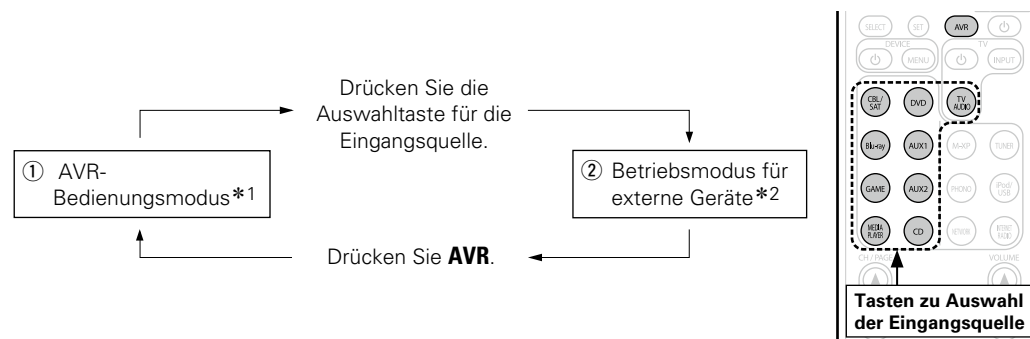 Drücken Sie die
Auswahltaste für die
Eingangsquelle.
① AVR-
Bedienungsmodus*1
② Betriebsmodus für
externe Geräte*2
Drücken Sie AVR.
SELECT SET AVR
DEVICE TV
MENU INPUT
CBL/
SAT DVD TV
AUDIO
Blu-ray AUX1 M-XP TUNER
GAME AUX2 PHONO iPod/
USB
MEDIA
PLAYER CD NETWORK INTERNET
RADIO
CH / PAGE VOLUME
Tasten zu Auswahl
der Eingangsquelle